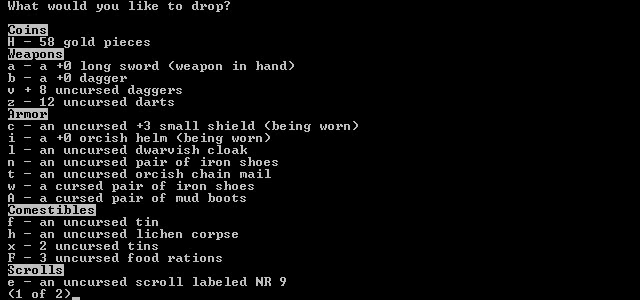 What would you like to drop?
Coins
H - 58 gold pieces
Weapons
a - a +0 long sword (weapon in hand)
b - a +0 dagger
v + 8 uncursed daggers
z - 12 uncursed darts
Armor
c - an uncursed +3 small shield (being worn)
i - a +0 orcish helm (being worn)
l - an uncursed dwarvish cloak
n - an uncursed pair of iron shoes
t - an uncursed orcish chain mail
w - a cursed pair of iron shoes
A - a cursed pair of mud boots
Comestibles
f - an uncursed tin
h - an uncursed lichen corpse
x - 2 uncursed tins
F - 3 uncursed food rations
Scrolls
e - an uncursed scroll labeled NR 9
(1 of 2)